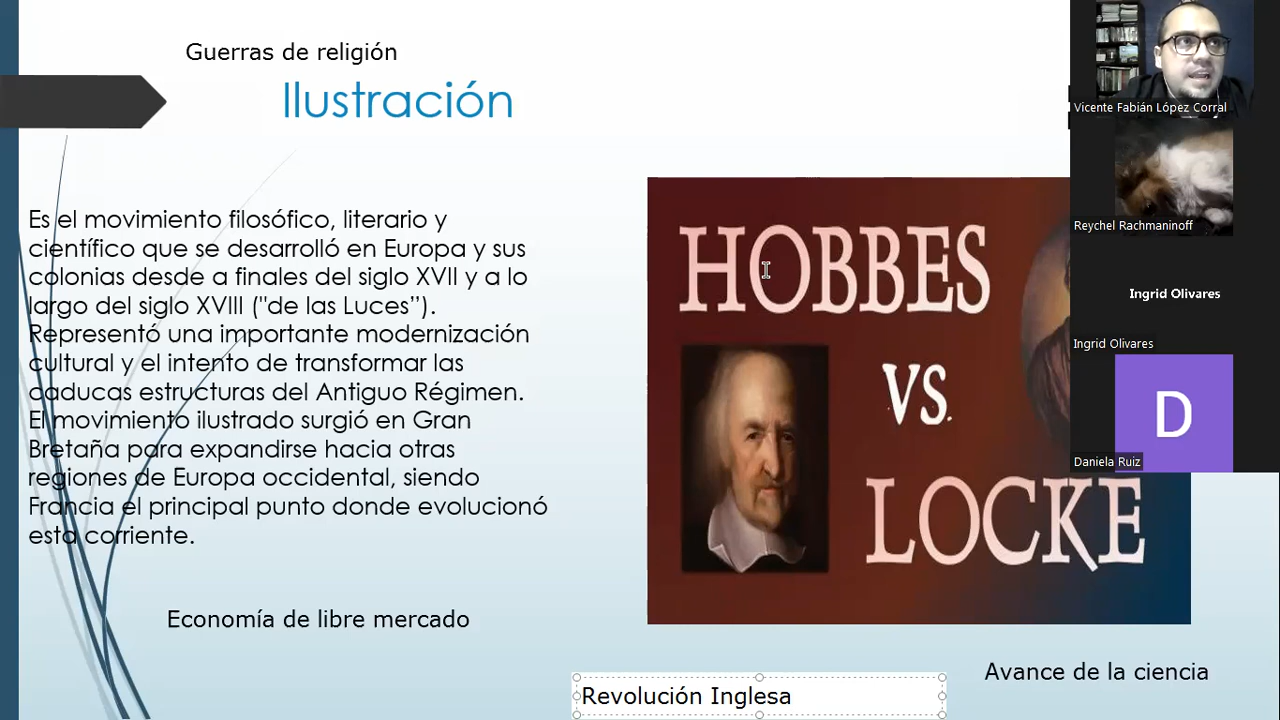 Guerras de religión
Ilustración
Es el movimiento filosófico, literario y
científico que se desarrolló en Europa y sus
colonias desde a finales del siglo XVII y a lo
largo del siglo XVIII ("de las Luces”).
Representó una importante modernización
cultural y el intento de transformar las
caducas estructuras del Antiguo Régimen.
El movimiento ilustrado surgió en Gran
Bretaña para expandirse hacia otras
regiones de Europa occidental, siendo
Francia el principal punto donde evolucionó
esta corriente.
Economía de libre mercado
HOBBES
VS.
LOCKE
Revolución Inglesa
Avance de la ciencia
Vicente Fabián López Corral
Reychel Rachmaninoff
Ingrid Olivares
Ingrid Olivares
D
Daniela Ruiz